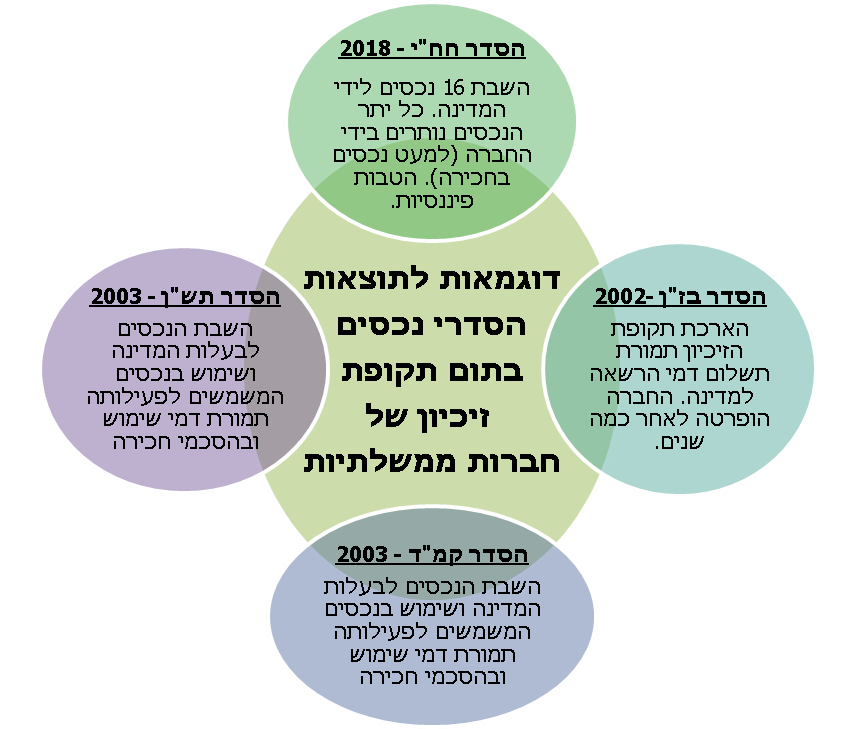 הסדר חח"י - 2018
השבת 16 נכסים לידי
המדינה. כל יתר
הנכסים נותרים בידי
החברה (למעט נכסים
בחכירה). הטבות
פיננסיות.
דוגמאות לתוצאות
הסדרי נכסים
בתום תקופת
זיכיון של
חברות ממשלתיות
הסדר בז"ן -2002
הארכת תקופת
הזיכיון תמורת
תשלום דמי הרשאה
למדינה. החברה
הופרטה לאחר כמה
שנים.
הסדר קמ"ד - 2003
השבת הנכסים לבעלות
המדינה ושימוש בנכסים
המשמשים לפעילותה
תמורת דמי שימוש
ובהסכמי חכירה
הסדר תש"ן - 2003
השבת הנכסים
לבעלות המדינה
ושימוש בנכסים
המשמשים לפעילותה
תמורת דמי שימוש
ובהסכמי חכירה